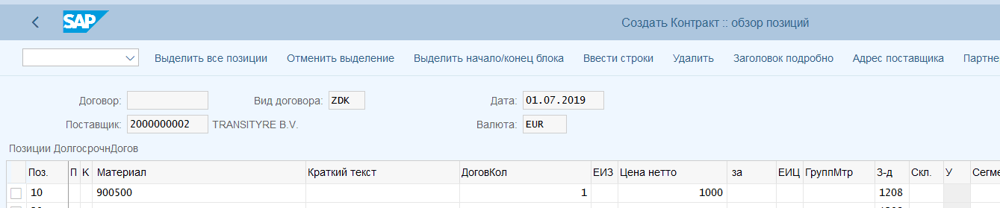 SAP Создать Контракт :: обзор позиций
Выделить все позиции Отменить выделение Выделить начало/конец блока Ввести строки Удалить Заголовок подробно Адрес поставщика Партне
Договор: Вид договора: ZDK Дата: 01.07.2019
Поставщик: 2000000002 TRANSITYRE B.V. Валюта: EUR
Позиции ДолгосрочнДогов
Поз. П К Материал Краткий текст ДоговКол ЕИЗ Цена нетто за ЕИЦ ГруппМтр З-д Скл. У Сегме
10 900500 1 1000 1208